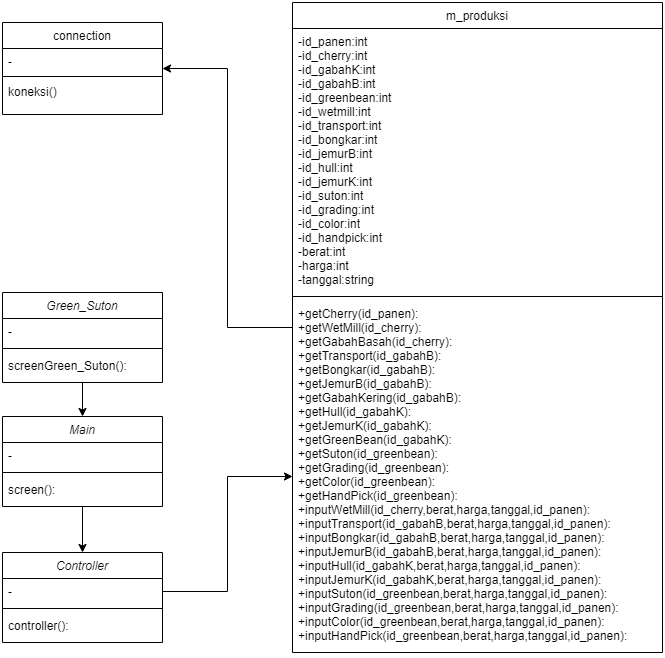 connection
-
koneksi()
m_produksi
-id_panen:int
-id_cherry:int
-id_gabahK:int
-id_gabahB:int
-id_greenbean:int
-id_wetmill:int
-id_transport:int
-id_bongkar:int
-id_jemurB:int
-id_hull:int
-id_jemurK:int
-id_suton:int
-id_grading:int
-id_color:int
-id_handpick:int
-berat:int
-harga:int
-tanggal:string
+getCherry(id_panen):
+getWetMill(id_cherry):
+getGabahBasah(id_cherry):
+getTransport(id_gabahB):
+getBongkar(id_gabahB):
+getJemurB(id_gabahB):
+getGabahKering(id_gabahB):
+getHull(id_gabahK):
+getJemurK(id_gabahK):
+getGreenBean(id_gabahK):
+getSuton(id_greenbean):
+getGrading(id_greenbean):
+getColor(id_greenbean):
+getHandPick(id_greenbean):
+inputWetMill(id_cherry,berat,harga,tanggal,id_panen):
+inputTransport(id_gabahB,berat,harga,tanggal,id_panen):
+inputBongkar(id_gabahB,berat,harga,tanggal,id_panen):
+inputJemurB(id_gabahB,berat,harga,tanggal,id_panen):
+inputHull(id_gabahK,berat,harga,tanggal,id_panen):
+inputJemurK(id_gabahK,berat,harga,tanggal,id_panen):
+inputSuton(id_greenbean,berat,harga,tanggal,id_panen):
+inputGrading(id_greenbean,berat,harga,tanggal,id_panen):
+inputColor(id_greenbean,berat,harga,tanggal,id_panen):
+inputHandPick(id_greenbean,berat,harga,tanggal,id_panen):
Green_Suton
-
screenGreen_Suton():
Main
-
screen():
Controller
-
controller():